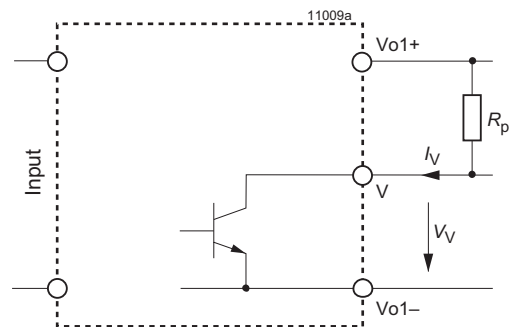 11009a
Vo1+
Rp
IV
Input
V
VV
Vo1–